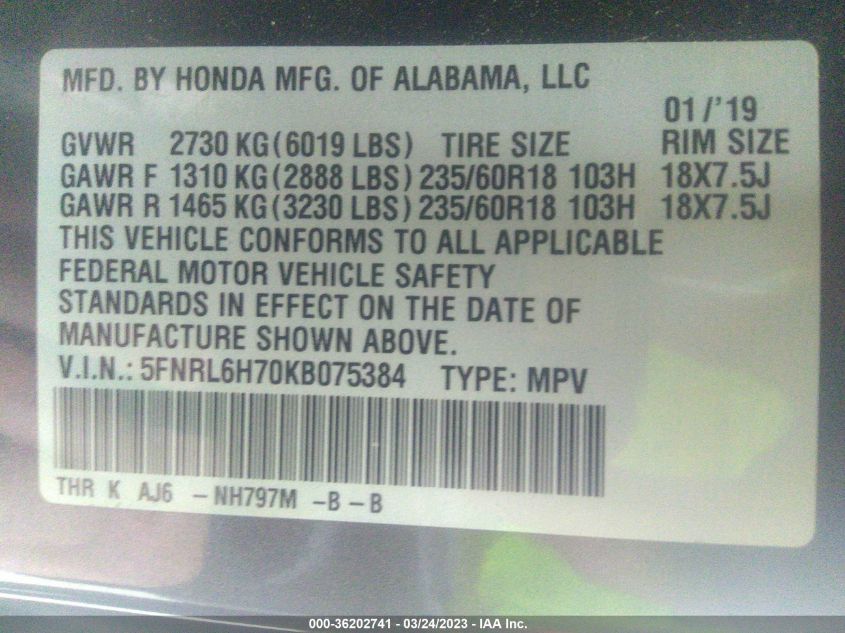 MFD. BY HONDA MFG. OF ALABAMA, LLC
01/'19
GVWR 2730 KG (6019 LBS) TIRE SIZE RIM SIZE
GAWR F 1310 KG (2888 LBS) 235/60R18 103H 18X7.5J
GAWR R 1465 KG (3230 LBS) 235/60R18 103H 18X7.5J
THIS VEHICLE CONFORMS TO ALL APPLICABLE
FEDERAL MOTOR VEHICLE SAFETY
STANDARDS IN EFFECT ON THE DATE OF
MANUFACTURE SHOWN ABOVE.
V.I.N.: 5FNRL6H70KB075384 TYPE: MPV
THR K AJ6 -NH797M -B-B
000-36202741 - 03/24/2023 - IAA Inc.